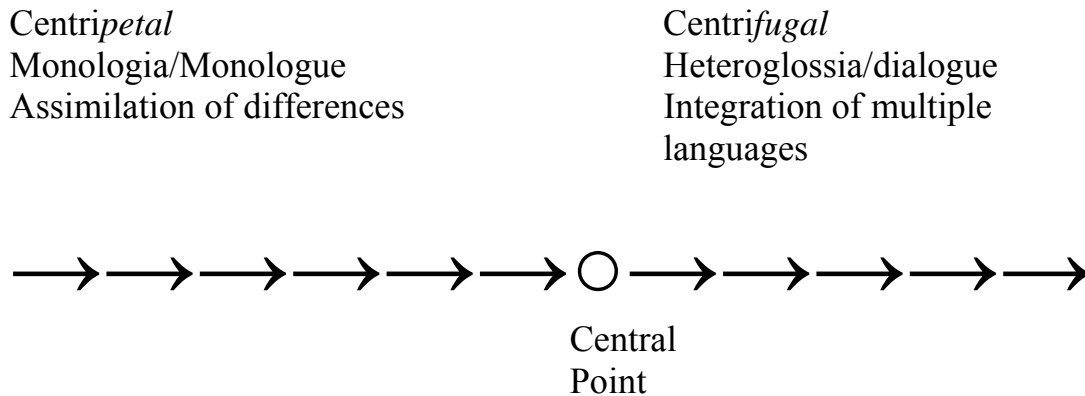 Centripetal
Monologia/Monologue
Assimilation of differences
Centrifugal
Heteroglossia/dialogue
Integration of multiple
languages
Central
Point